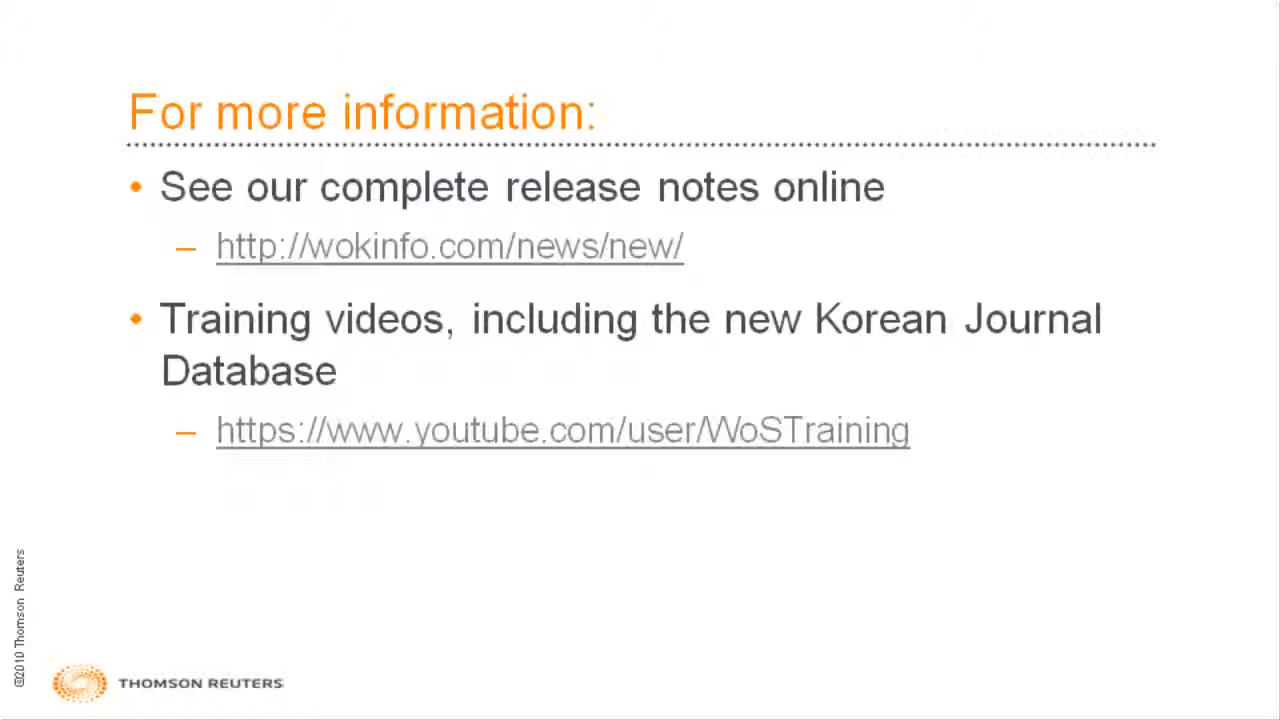 For more information:
• See our complete release notes online
– http://wokinfo.com/news/new/
• Training videos, including the new Korean Journal
Database
– https://www.youtube.com/user/WoSTraining
©2010 Thomson Reuters
THOMSON REUTERS